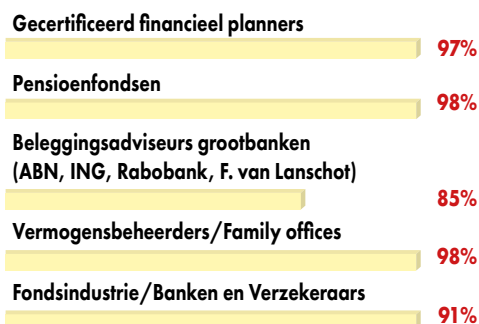 Gecertificeerd financieel planners
97%
Pensioenfondsen
98%
Beleggingsadviseurs grootbanken
(ABN, ING, Rabobank, F. van Lanschot)
85%
Vermogensbeheerders/Family offices
98%
Fondsindustrie/Banken en Verzekeraars
91%